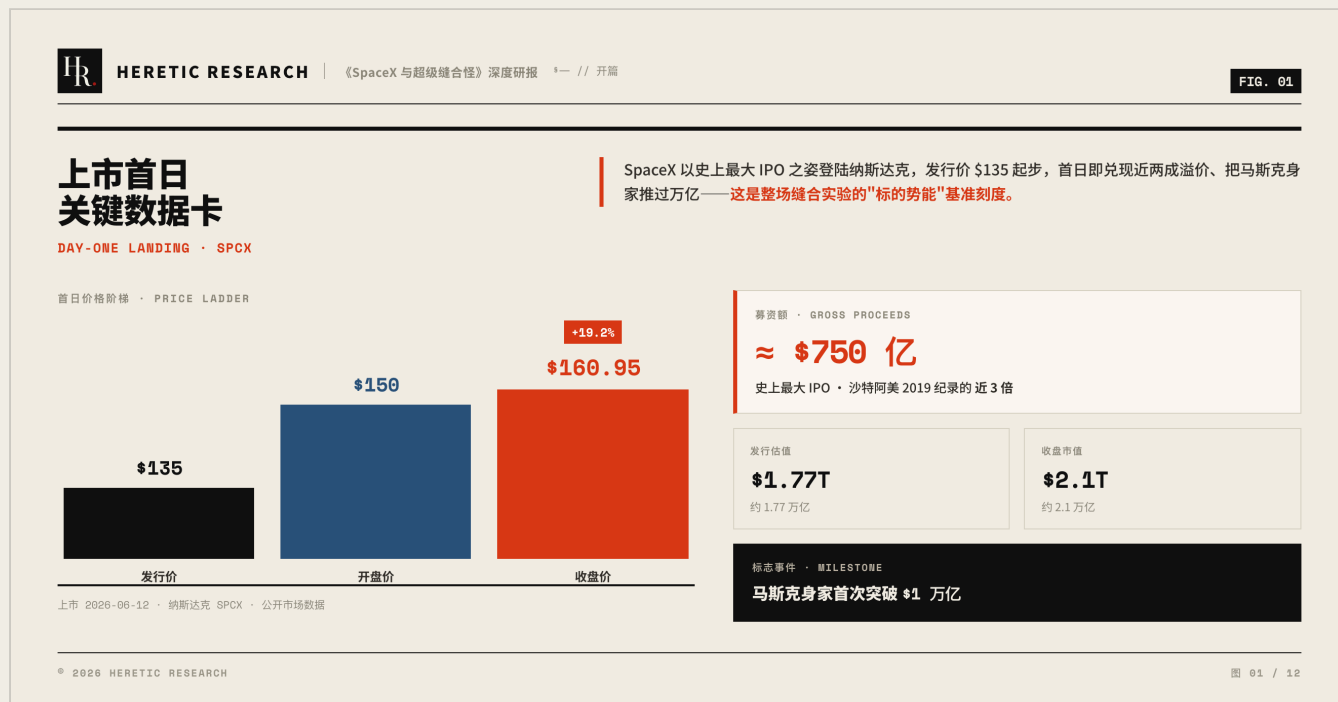 HR.
HERETIC RESEARCH
《SpaceX 与超级缝合怪》深度研报
§一 // 开篇
FIG. 01
上市首日
关键数据卡
DAY-ONE LANDING · SPCX
SpaceX 以史上最大 IPO 之姿登陆纳斯达克，发行价 $135 起步，首日即兑现近两成溢价、把马斯克身
家推过万亿——这是整场缝合实验的"标的势能"基准刻度。
首日价格阶梯 · PRICE LADDER
$135
发行价
$150
开盘价
+19.2%
$160.95
收盘价
上市 2026-06-12 · 纳斯达克 SPCX · 公开市场数据
募资额 · GROSS PROCEEDS
≈ $750 亿
史上最大 IPO · 沙特阿美 2019 纪录的 近 3 倍
发行估值
$1.77T
约 1.77 万亿
收盘市值
$2.1T
约 2.1 万亿
标志事件 · MILESTONE
马斯克身家首次突破 $1 万亿
© 2026 HERETIC RESEARCH
图 01 / 12